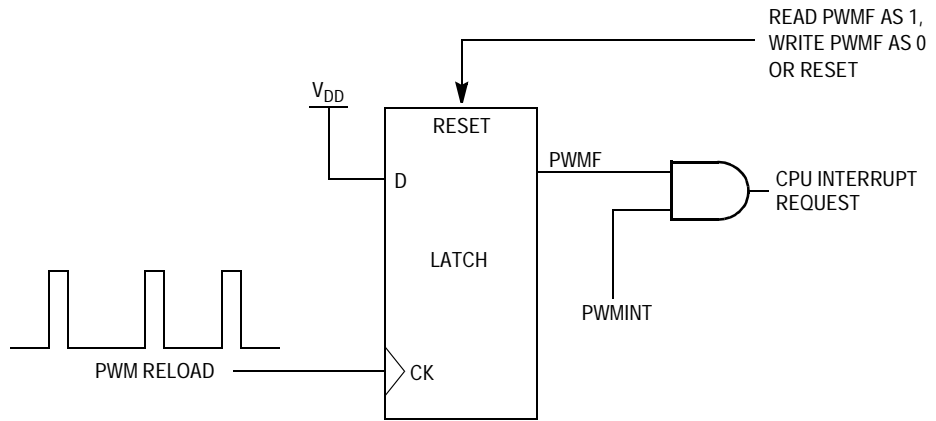 READ PWMF AS 1,
WRITE PWMF AS 0
OR RESET
VDD
RESET
PWMF
D
CPU INTERRUPT
REQUEST
LATCH
PWMINT
PWM RELOAD
CK